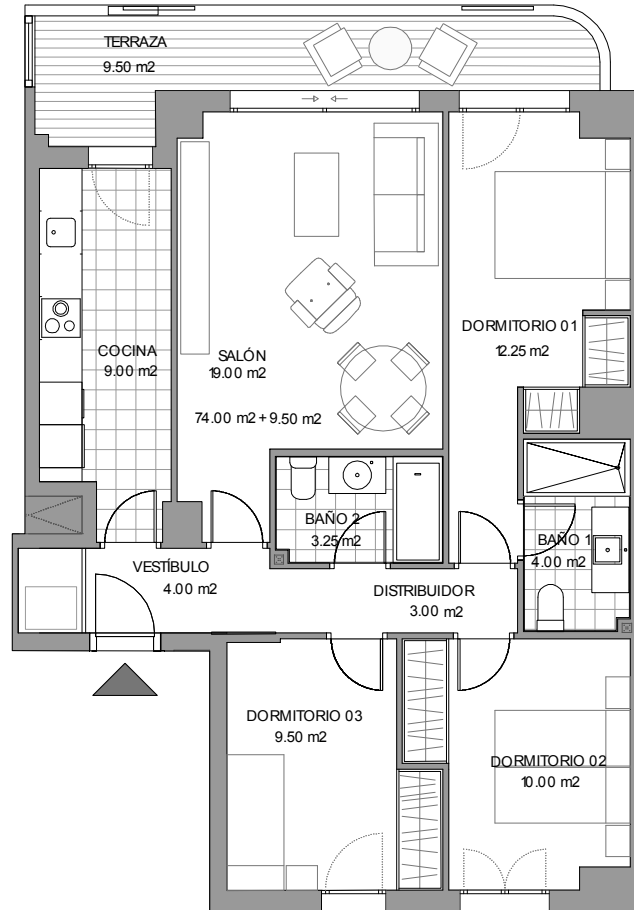 TERRAZA
9.50 m2
COCINA
9.00 m2
SALÓN
19.00 m2
74.00 m2 + 9.50 m2
DORMITORIO 01
12.25 m2
BAÑO 2
3.25 m2
BAÑO 1
4.00 m2
VESTÍBULO
4.00 m2
DISTRIBUIDOR
3.00 m2
DORMITORIO 03
9.50 m2
DORMITORIO 02
10.00 m2